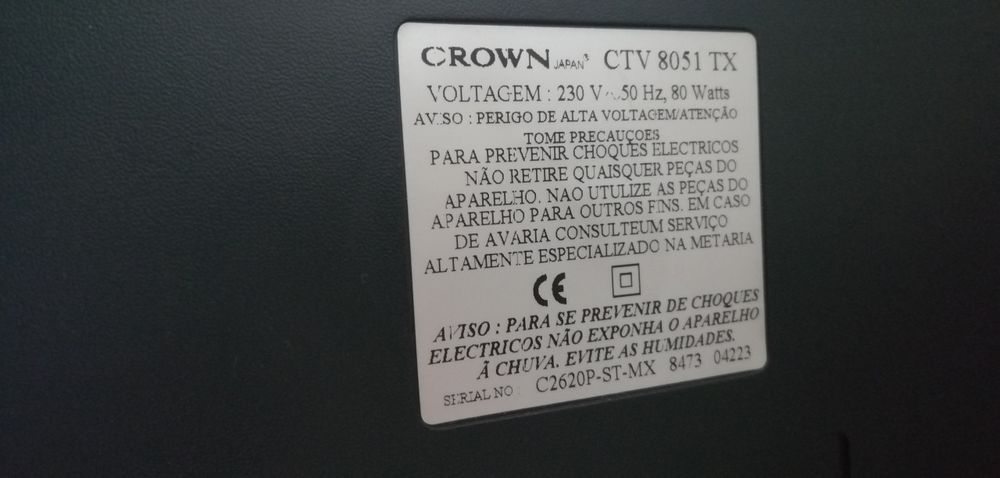 CROWN JAPAN CTV 8051 TX
VOLTAGEM : 230 V ~50 Hz, 80 Watts
AVISO : PERIGO DE ALTA VOLTAGEM/ATENÇÃO
TOME PRECAUÇOES
PARA PREVENIR CHOQUES ELECTRICOS
NÃO RETIRE QUAISQUER PEÇAS DO
APARELHO. NAO UTULIZE AS PEÇAS DO
APARELHO PARA OUTROS FINS. EM CASO
DE AVARIA CONSULTEUM SERVIÇO
ALTAMENTE ESPECIALIZADO NA METARIA
CE
AVISO : PARA SE PREVENIR DE CHOQUES
ELECTRICOS NÃO EXPONHA O APARELHO
Ã CHUVA. EVITE AS HUMIDADES.
SERIAL NO : C2620P-ST-MX 8473 04223